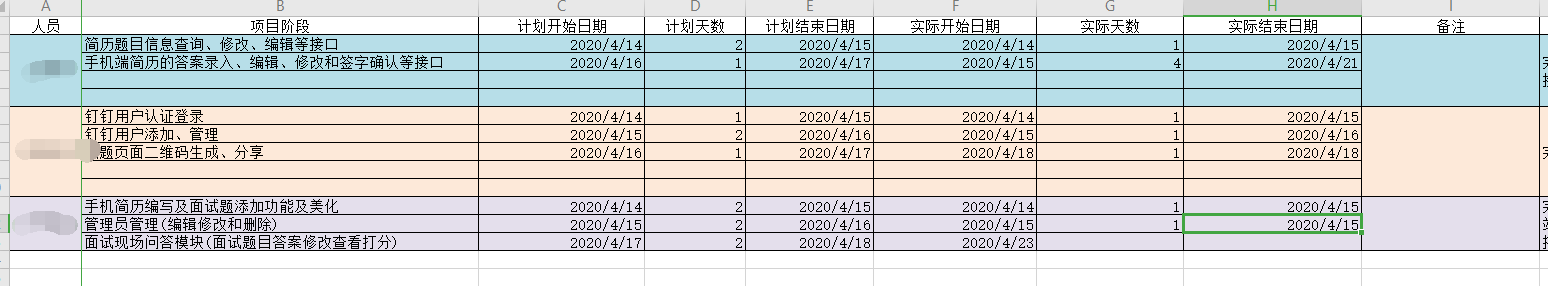 A B C D E F G H I
人员 项目阶段 计划开始日期 计划天数 计划结束日期 实际开始日期 实际天数 实际结束日期 备注
简历题目信息查询、修改、编辑等接口 2020/4/14 2 2020/4/15 2020/4/14 1 2020/4/15
手机端简历的答案录入、编辑、修改和签字确认等接口 2020/4/16 1 2020/4/17 2020/4/15 4 2020/4/21
钉钉用户认证登录 2020/4/14 1 2020/4/15 2020/4/14 1 2020/4/15
钉钉用户添加、管理 2020/4/15 2 2020/4/16 2020/4/15 1 2020/4/16
题页面二维码生成、分享 2020/4/16 1 2020/4/17 2020/4/18 1 2020/4/18
手机简历编写及面试题添加功能及美化 2020/4/14 2 2020/4/15 2020/4/14 1 2020/4/15
管理员管理(编辑修改和删除) 2020/4/15 2 2020/4/16 2020/4/15 1 2020/4/15
面试现场问答模块(面试题目答案修改查看打分) 2020/4/17 2 2020/4/18 2020/4/23